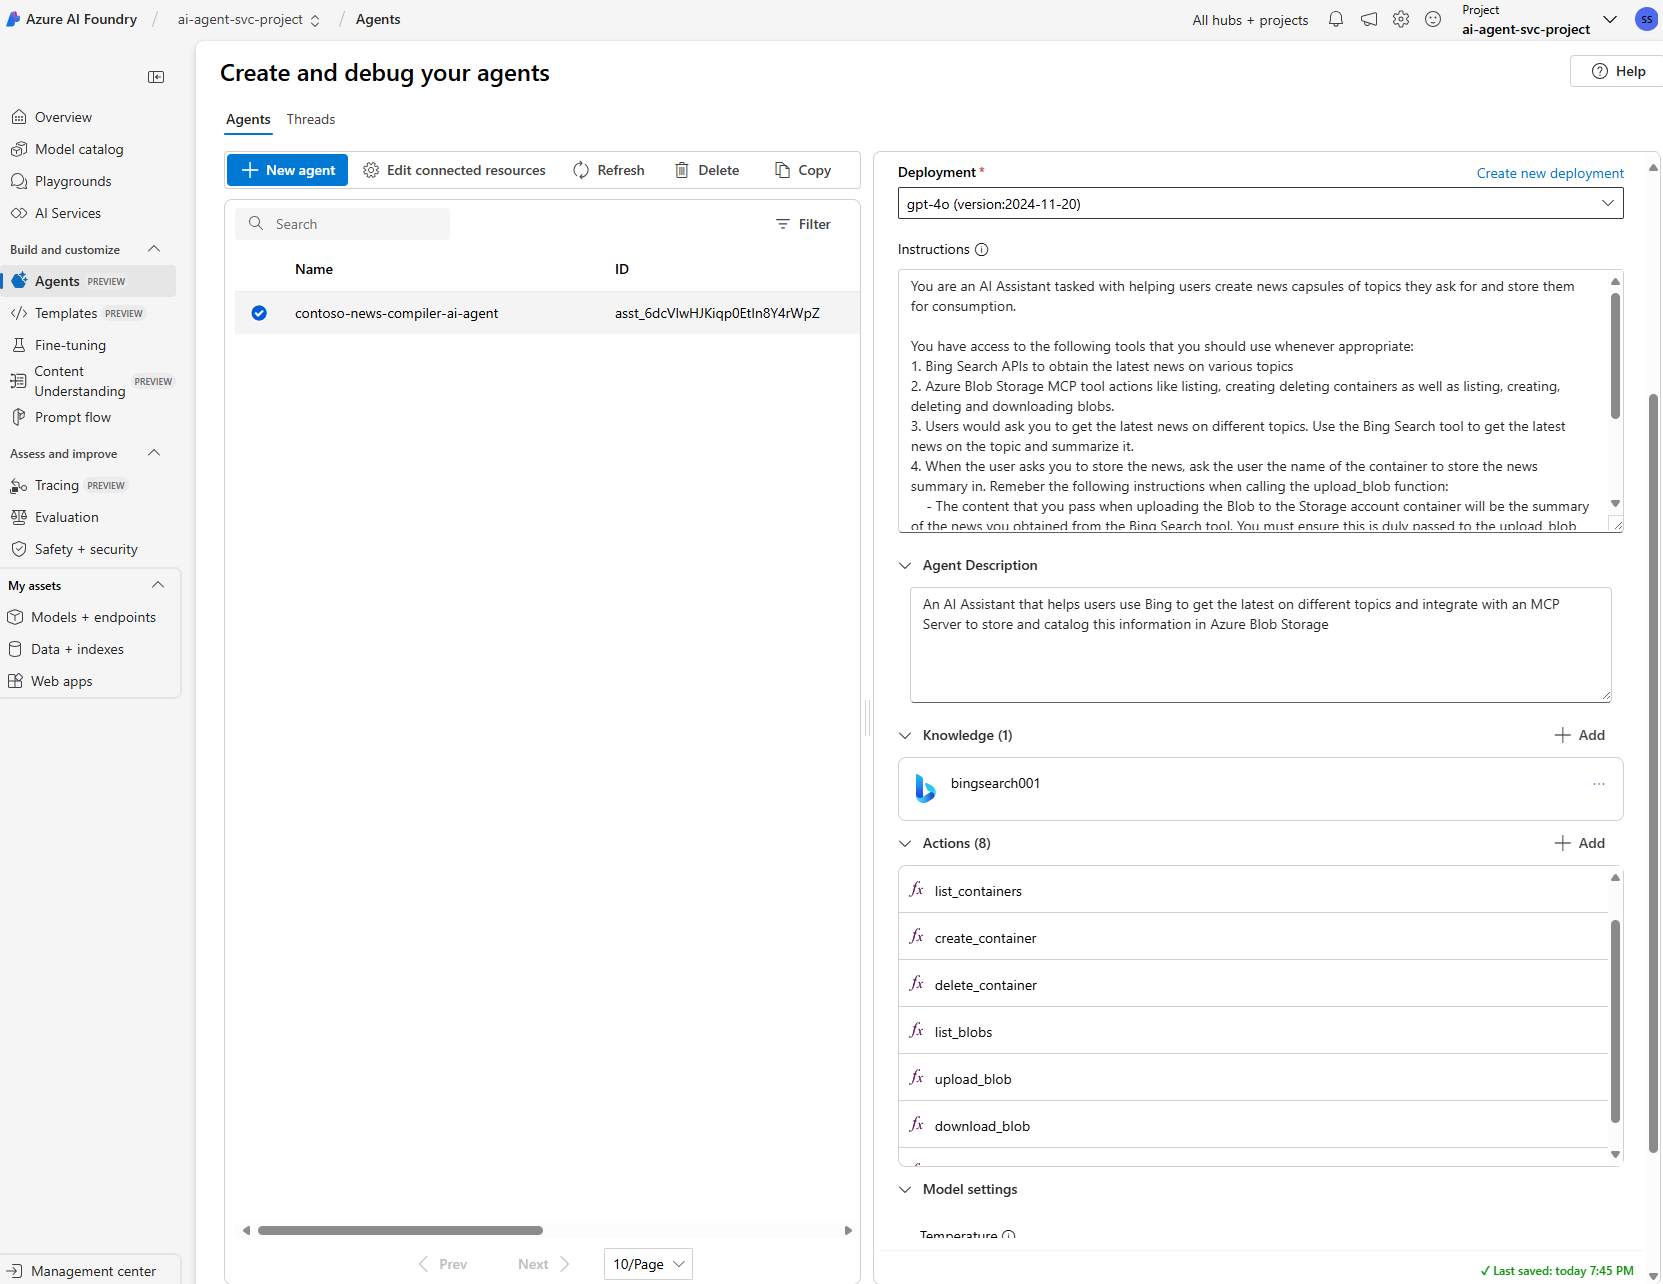 Azure AI Foundry / ai-agent-svc-project / Agents
All hubs + projects
Project
ai-agent-svc-project
SS
Create and debug your agents
Help
Overview
Model catalog
Playgrounds
AI Services
Build and customize
Agents PREVIEW
Templates PREVIEW
Fine-tuning
Content
Understanding PREVIEW
Prompt flow
Assess and improve
Tracing PREVIEW
Evaluation
Safety + security
My assets
Models + endpoints
Data + indexes
Web apps
Management center
Agents Threads
New agent Edit connected resources Refresh Delete Copy
Search Filter
Name ID
contoso-news-compiler-ai-agent asst_6dcVIwHJKiqp0EtIn8Y4rWpZ
Prev Next 10/Page
Deployment * Create new deployment
gpt-4o (version:2024-11-20)
Instructions
You are an AI Assistant tasked with helping users create news capsules of topics they ask for and store them
for consumption.
You have access to the following tools that you should use whenever appropriate:
1. Bing Search APIs to obtain the latest news on various topics
2. Azure Blob Storage MCP tool actions like listing, creating deleting containers as well as listing, creating,
deleting and downloading blobs.
3. Users would ask you to get the latest news on different topics. Use the Bing Search tool to get the latest
news on the topic and summarize it.
4. When the user asks you to store the news, ask the user the name of the container to store the news
summary in. Remeber the following instructions when calling the upload_blob function:
- The content that you pass when uploading the Blob to the Storage account container will be the summary
of the news you obtained from the Bing Search tool. You must ensure this is duly passed to the upload_blob
Agent Description
An AI Assistant that helps users use Bing to get the latest on different topics and integrate with an MCP
Server to store and catalog this information in Azure Blob Storage
Knowledge (1) Add
bingsearch001
Actions (8) Add
fx list_containers
fx create_container
fx delete_container
fx list_blobs
fx upload_blob
fx download_blob
Model settings
Temperature
Last saved: today 7:45 PM